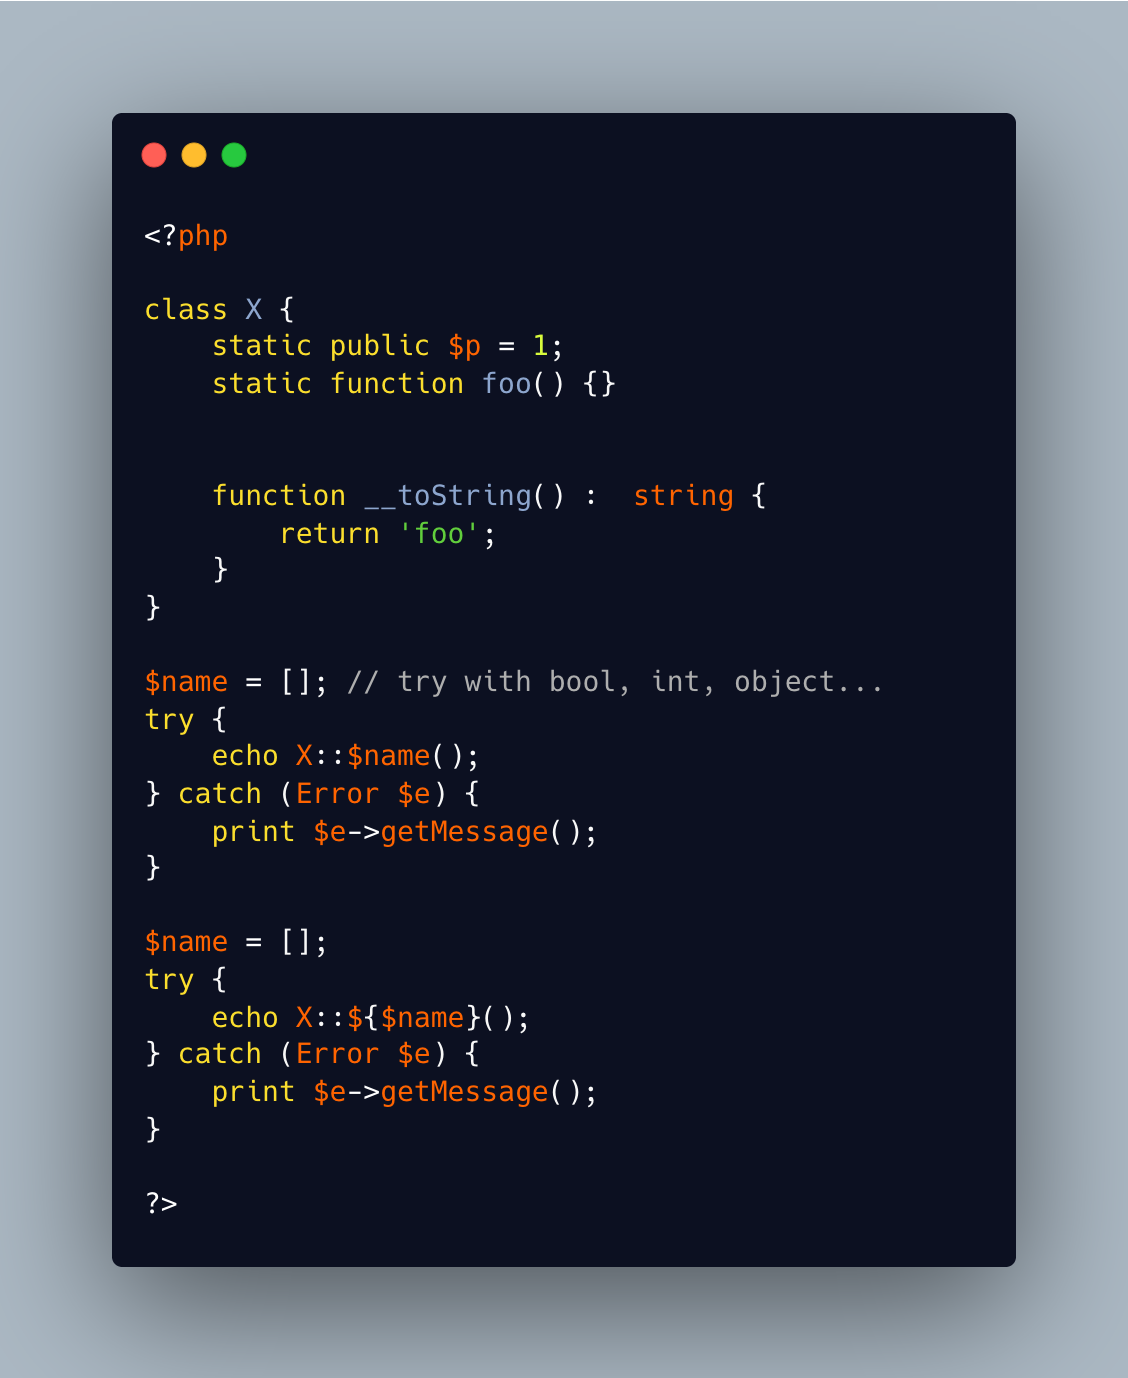 <?php
class X {
    static public $p = 1;
    static function foo() {}
    function __toString() :  string {
        return 'foo';
    }
}
$name = []; // try with bool, int, object...
try {
    echo X::$name();
} catch (Error $e) {
    print $e->getMessage();
}
$name = [];
try {
    echo X::${$name}();
} catch (Error $e) {
    print $e->getMessage();
}
?>